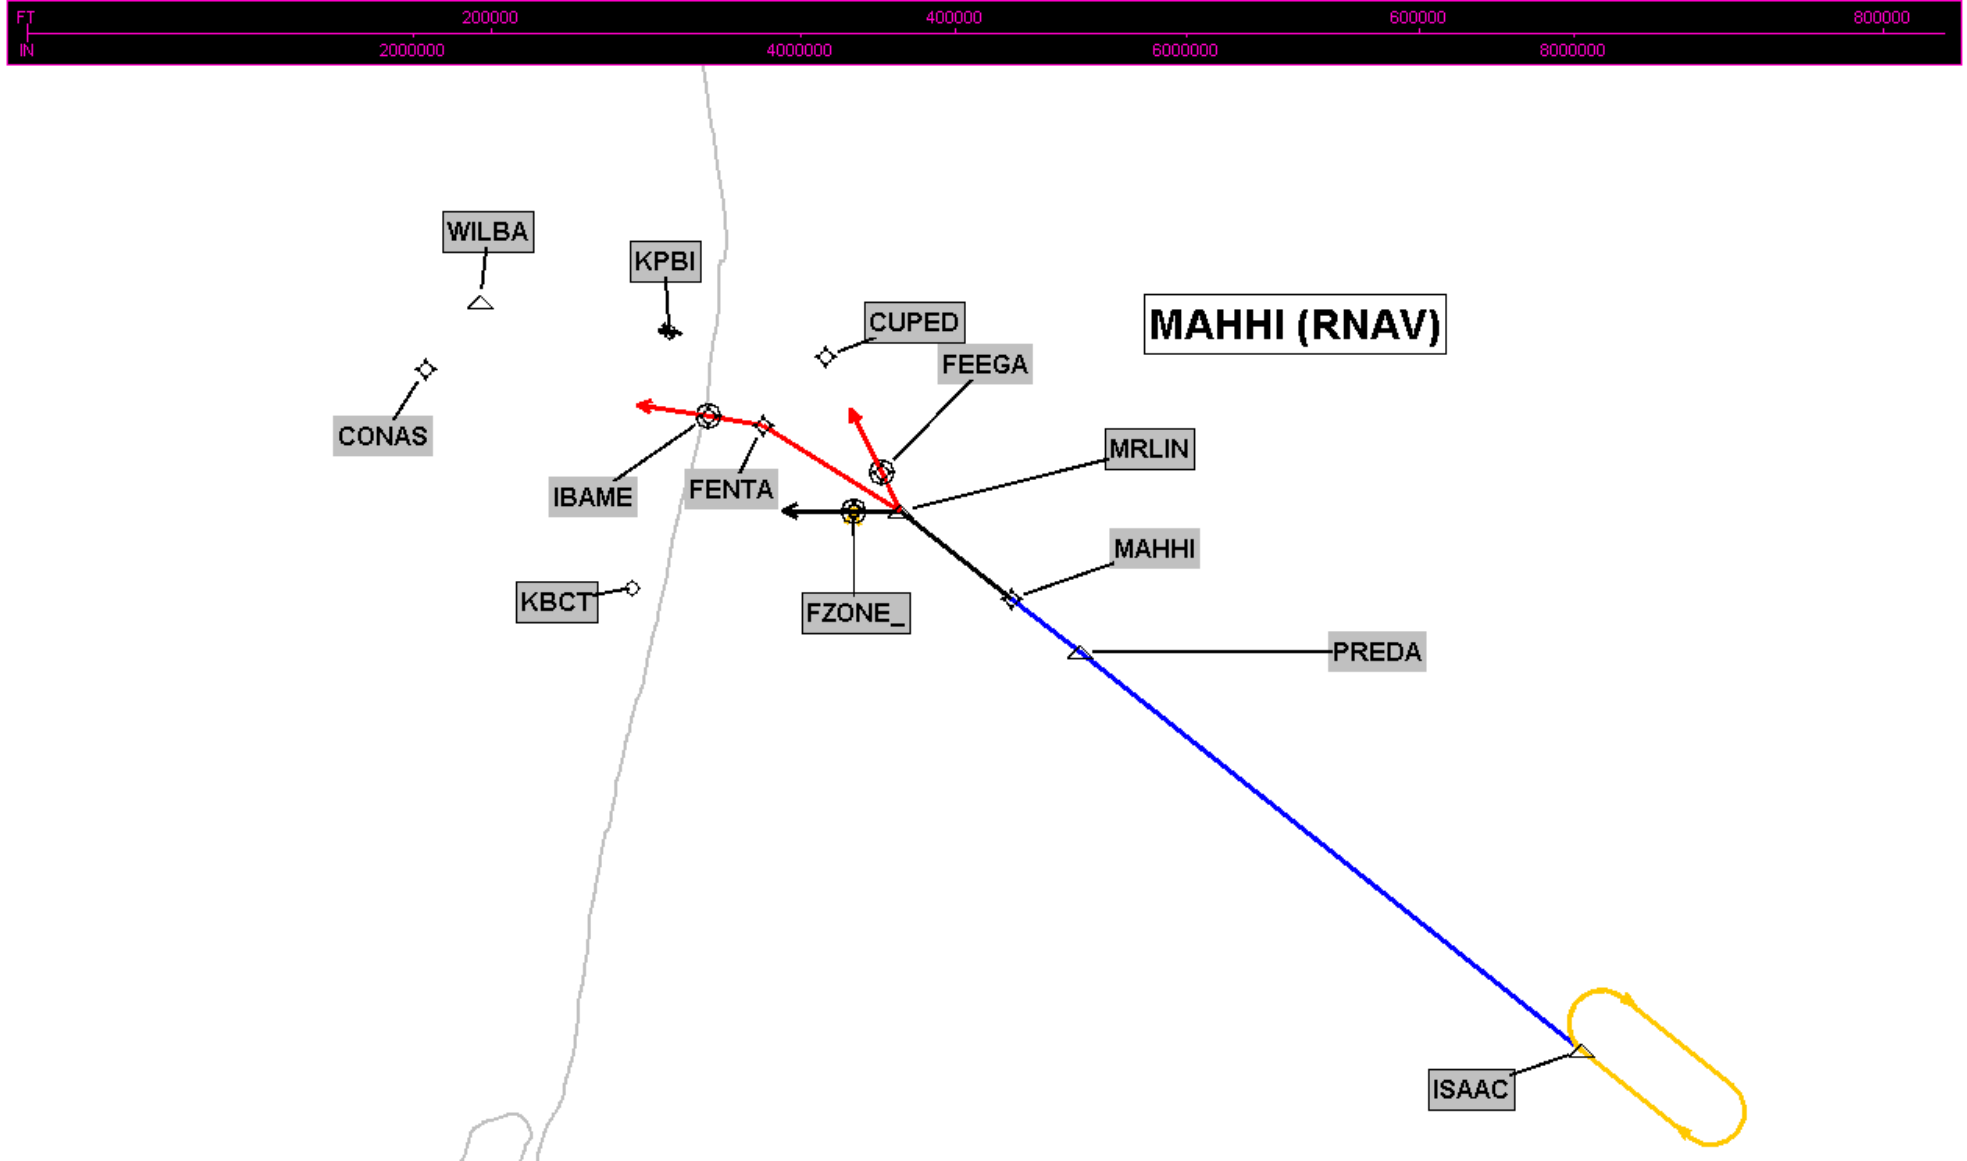 FT 200000 400000 600000 800000
IN 2000000 4000000 6000000 8000000
WILBA
KPBI
CUPED
MAHHI (RNAV)
FEEGA
CONAS
MRLIN
IBAME
FENTA
MAHHI
KBCT
FZONE_
PREDA
ISAAC